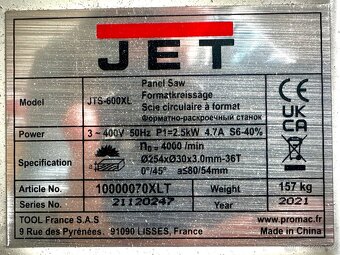 JET
Model JTS-600XL
Panel Saw
Formatkreissäge
Scie circulaire à format
Форматно-раскроечный станок
CE
UKCA
Power 3 ~ 400V 50Hz P1=2.5kW 4.7A S6-40%
Specification
n₀= 4000 /min
Ø254xØ30x3.0mm-36T
0°/45° a≤80/54mm
Article No. 10000070XLT Weight 157 kg
Series No. 21120247 Year 2021
TOOL France S.A.S http://www.promac.fr
9 Rue des Pyrénées. 91090 LISSES, France Made in China